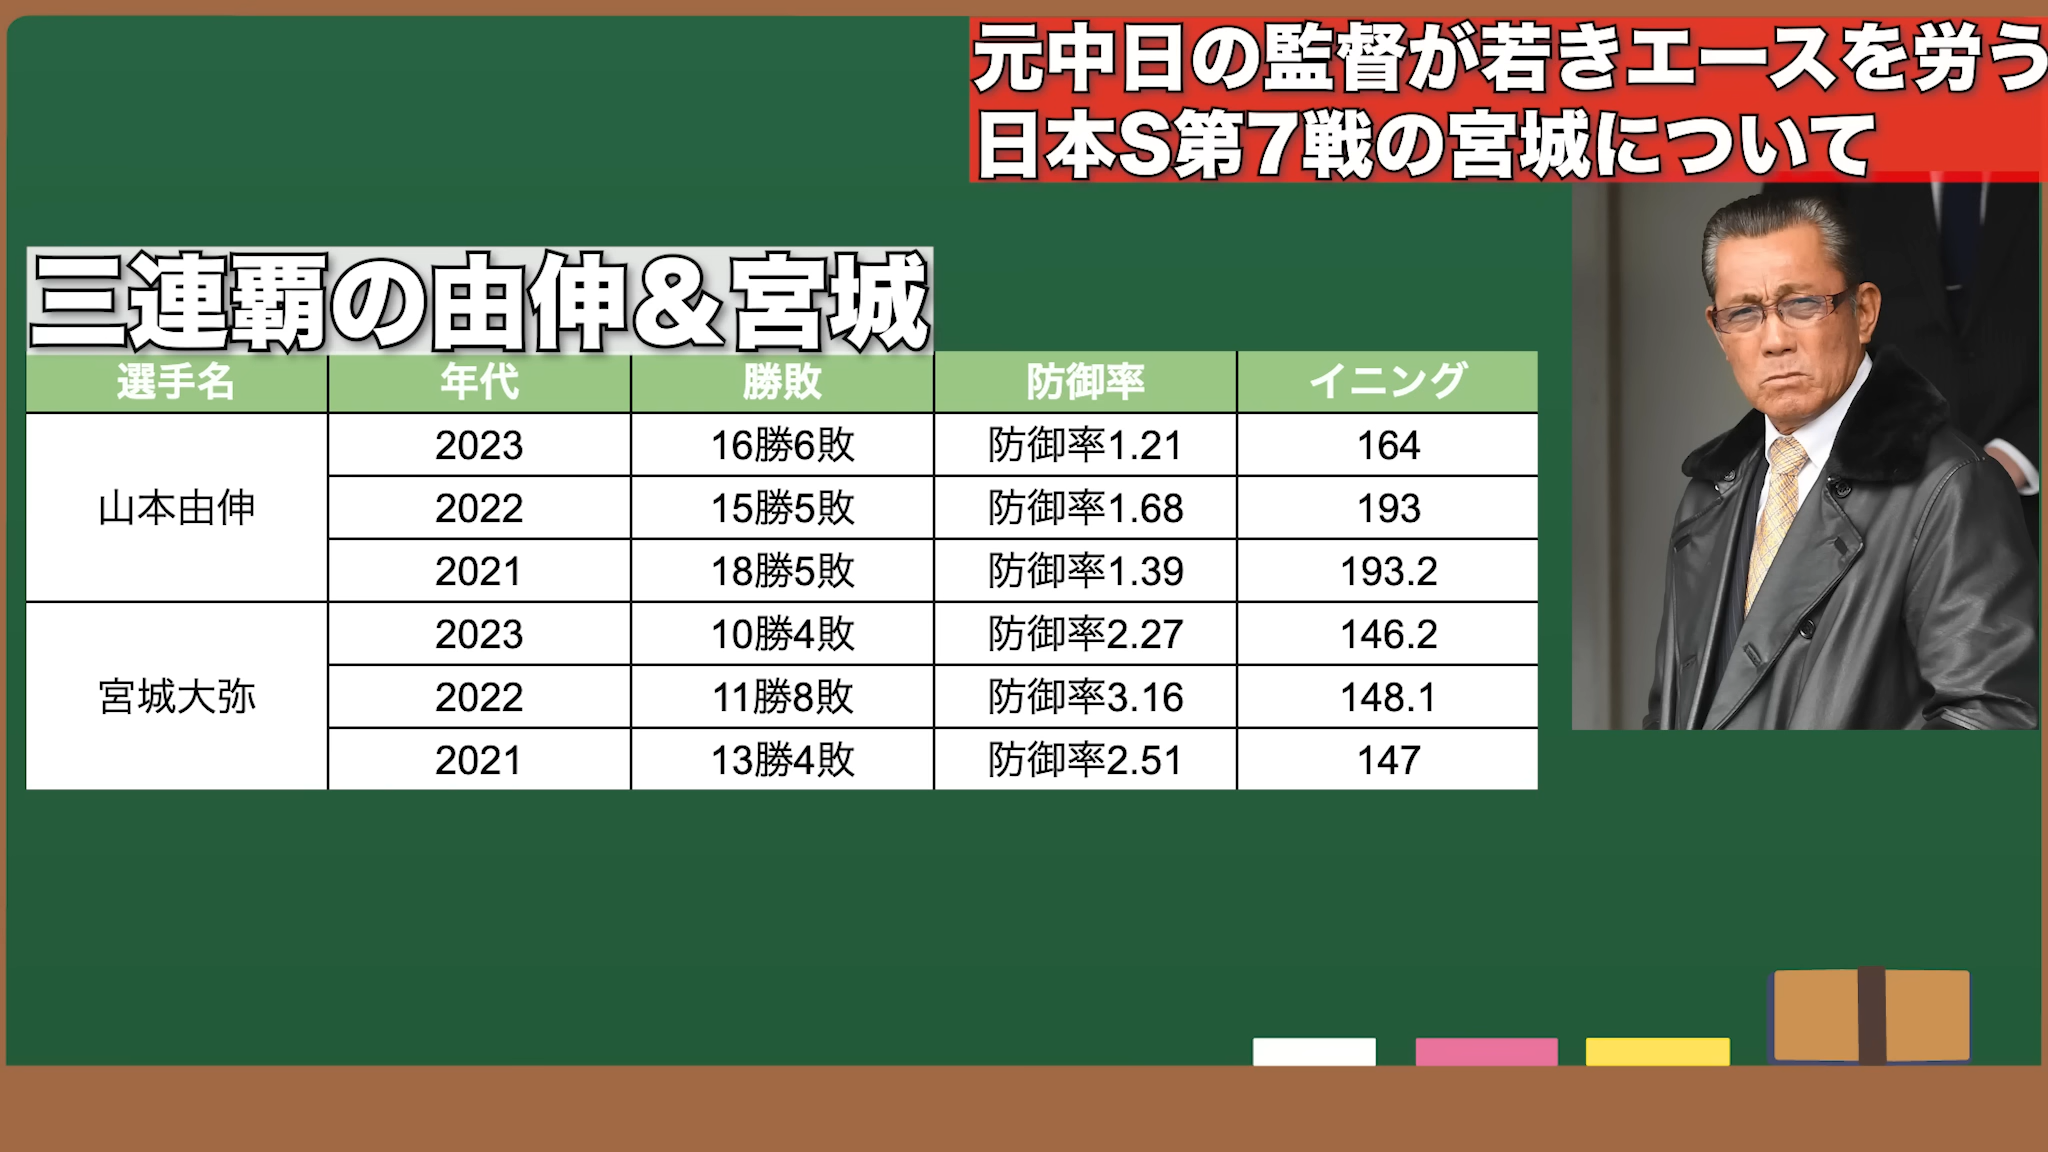 元中日の監督が若きエースを労う
日本S第7戦の宮城について
三連覇の由伸&宮城
選手名 年代 勝敗 防御率 イニング
山本由伸 2023 16勝6敗 防御率1.21 164
2022 15勝5敗 防御率1.68 193
2021 18勝5敗 防御率1.39 193.2
宮城大弥 2023 10勝4敗 防御率2.27 146.2
2022 11勝8敗 防御率3.16 148.1
2021 13勝4敗 防御率2.51 147